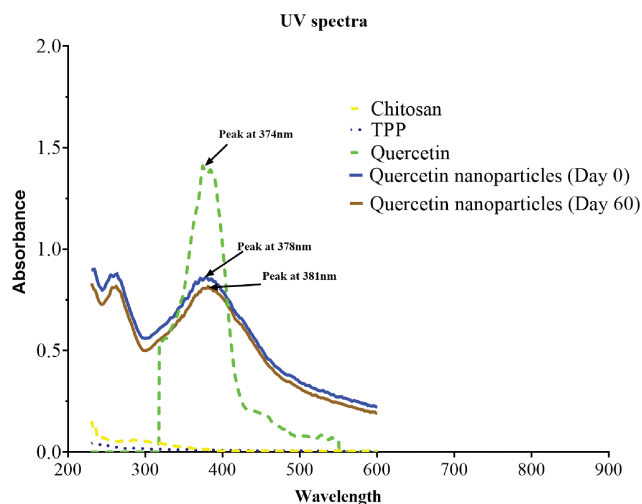 UV spectra
2.0
1.5
1.0
0.5
0.0
Absorbance
Peak at 374nm
Peak at 378nm
Peak at 381nm
Chitosan
TPP
Quercetin
Quercetin nanoparticles (Day 0)
Quercetin nanoparticles (Day 60)
200 300 400 500 600 700 800 900
Wavelength